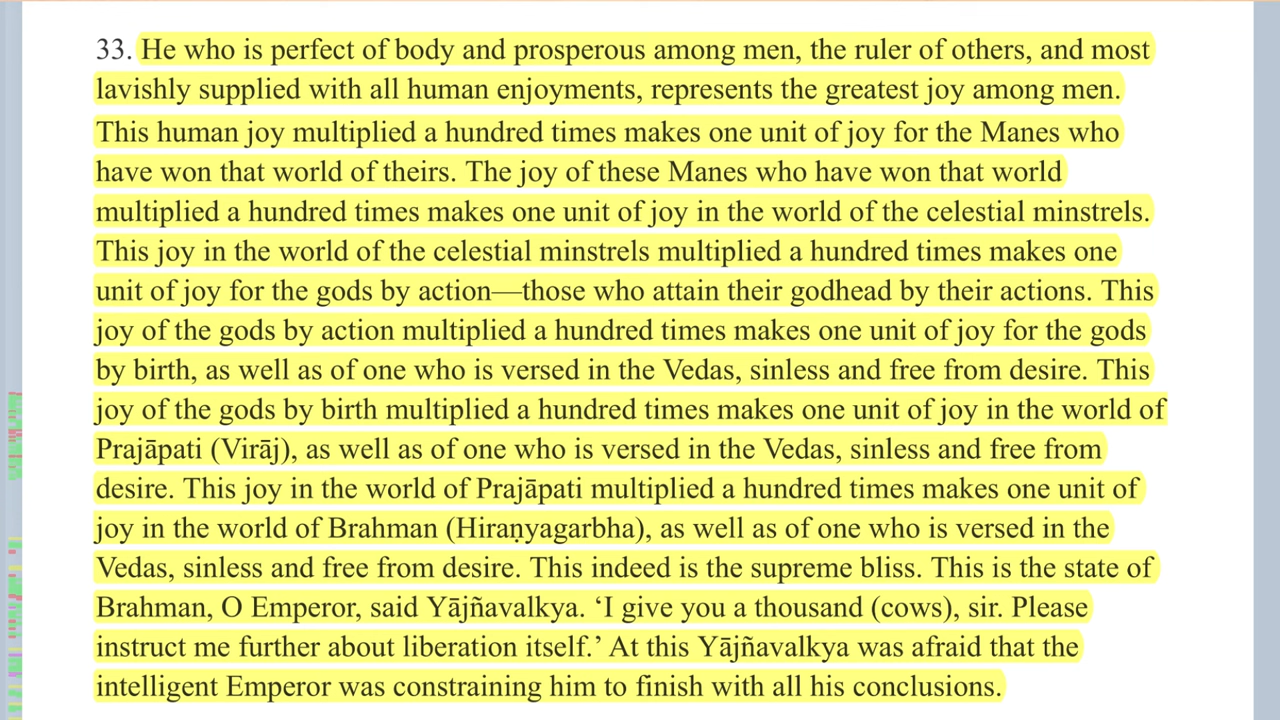 33. He who is perfect of body and prosperous among men, the ruler of others, and most
lavishly supplied with all human enjoyments, represents the greatest joy among men.
This human joy multiplied a hundred times makes one unit of joy for the Manes who
have won that world of theirs. The joy of these Manes who have won that world
multiplied a hundred times makes one unit of joy in the world of the celestial minstrels.
This joy in the world of the celestial minstrels multiplied a hundred times makes one
unit of joy for the gods by action—those who attain their godhead by their actions. This
joy of the gods by action multiplied a hundred times makes one unit of joy for the gods
by birth, as well as of one who is versed in the Vedas, sinless and free from desire. This
joy of the gods by birth multiplied a hundred times makes one unit of joy in the world of
Prajāpati (Virāj), as well as of one who is versed in the Vedas, sinless and free from
desire. This joy in the world of Prajāpati multiplied a hundred times makes one unit of
joy in the world of Brahman (Hiraṇyagarbha), as well as of one who is versed in the
Vedas, sinless and free from desire. This indeed is the supreme bliss. This is the state of
Brahman, O Emperor, said Yājñavalkya. ‘I give you a thousand (cows), sir. Please
instruct me further about liberation itself.’ At this Yājñavalkya was afraid that the
intelligent Emperor was constraining him to finish with all his conclusions.